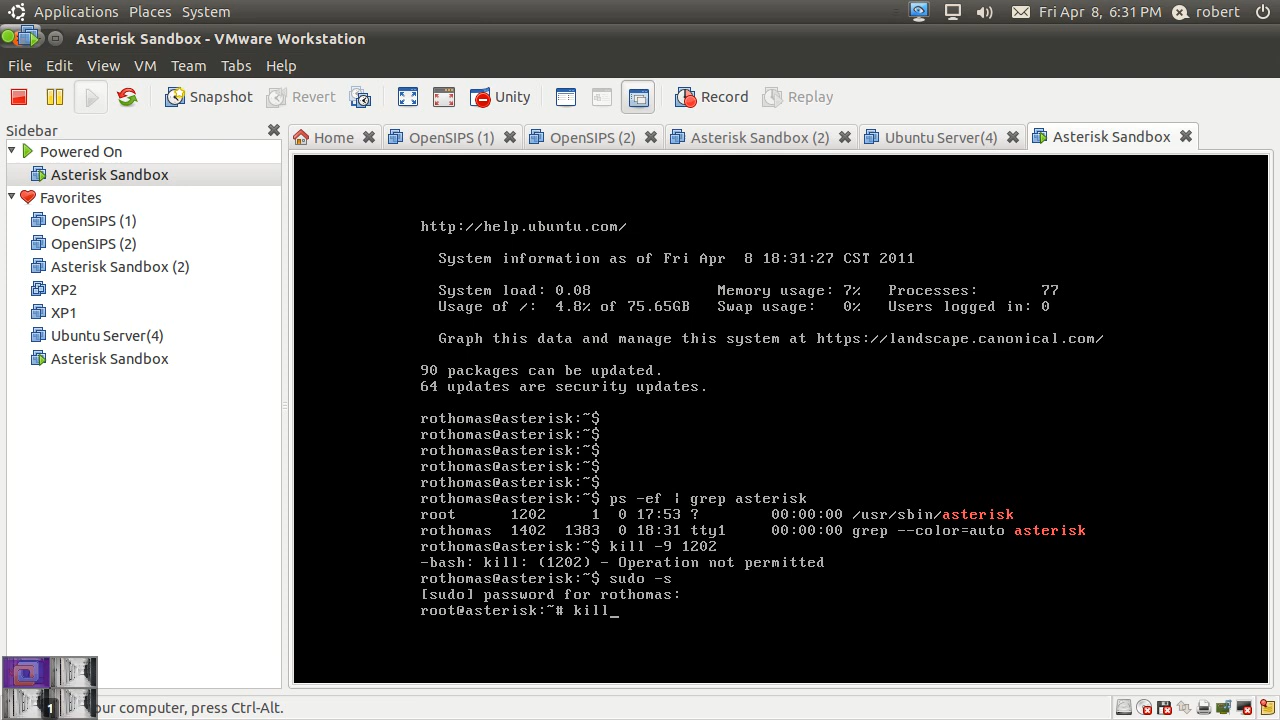 Applications Places System
Fri Apr 8, 6:31 PM robert
Asterisk Sandbox - VMware Workstation
File Edit View VM Team Tabs Help
Snapshot Revert Unity Record Replay
Sidebar
Powered On
Asterisk Sandbox
Favorites
OpenSIPS (1)
OpenSIPS (2)
Asterisk Sandbox (2)
XP2
XP1
Ubuntu Server(4)
Asterisk Sandbox
Home OpenSIPS (1) OpenSIPS (2) Asterisk Sandbox (2) Ubuntu Server(4) Asterisk Sandbox
http://help.ubuntu.com/
System information as of Fri Apr  8 18:31:27 CST 2011
System load: 0.08 Memory usage: 7% Processes: 77
Usage of /: 4.8% of 75.65GB Swap usage: 0% Users logged in: 0
Graph this data and manage this system at https://landscape.canonical.com/
90 packages can be updated.
64 updates are security updates.
rothomas@asterisk:~$
rothomas@asterisk:~$
rothomas@asterisk:~$
rothomas@asterisk:~$
rothomas@asterisk:~$
rothomas@asterisk:~$ ps -ef | grep asterisk
root 1202 1 0 17:53 ? 00:00:00 /usr/sbin/asterisk
rothomas 1402 1383 0 18:31 tty1 00:00:00 grep --color=auto asterisk
rothomas@asterisk:~$ kill -9 1202
-bash: kill: (1202) - Operation not permitted
rothomas@asterisk:~$ sudo -s
[sudo] password for rothomas:
root@asterisk:~# kill_
1
our computer, press Ctrl-Alt.